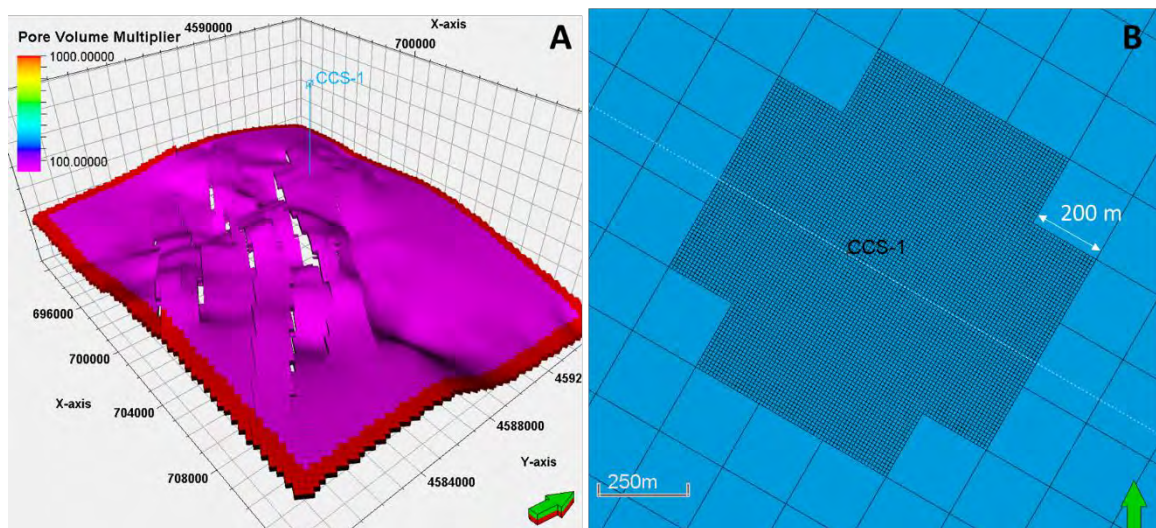 X-axis
4590000
700000
A
Pore Volume Multiplier
1000.00000
100.00000
CCS-1
696000
700000
X-axis
704000
708000
4592
4588000
Y-axis
4584000
B
200 m
CCS-1
250m